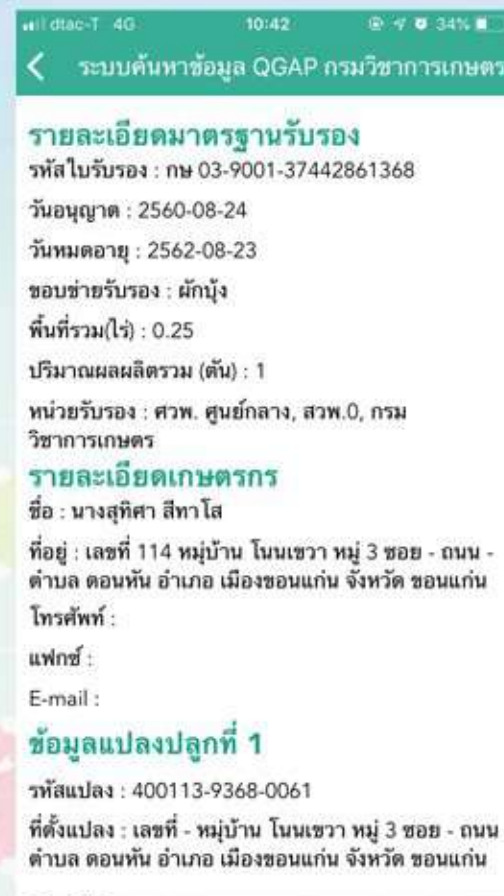 dtac-T 4G 10:42 34%
ระบบค้นหาข้อมูล QGAP กรมวิชาการเกษตร
รายละเอียดมาตรฐานรับรอง
รหัสใบรับรอง : กษ 03-9001-37442861368
วันอนุญาต : 2560-08-24
วันหมดอายุ : 2562-08-23
ขอบข่ายรับรอง : ผักบุ้ง
พื้นที่รวม(ไร่) : 0.25
ปริมาณผลผลิตรวม (ตัน) : 1
หน่วยรับรอง : ศวพ. ศูนย์กลาง, สวพ.0, กรม
วิชาการเกษตร
รายละเอียดเกษตรกร
ชื่อ : นางสุทิศา สีทาโส
ที่อยู่ : เลขที่ 114 หมู่บ้าน โนนเขวา หมู่ 3 ซอย - ถนน -
ตำบล ดอนหัน อำเภอ เมืองขอนแก่น จังหวัด ขอนแก่น
โทรศัพท์ :
แฟกซ์ :
E-mail :
ข้อมูลแปลงปลูกที่ 1
รหัสแปลง : 400113-9368-0061
ที่ตั้งแปลง : เลขที่ - หมู่บ้าน โนนเขวา หมู่ 3 ซอย - ถนน
ตำบล ดอนหัน อำเภอ เมืองขอนแก่น จังหวัด ขอนแก่น